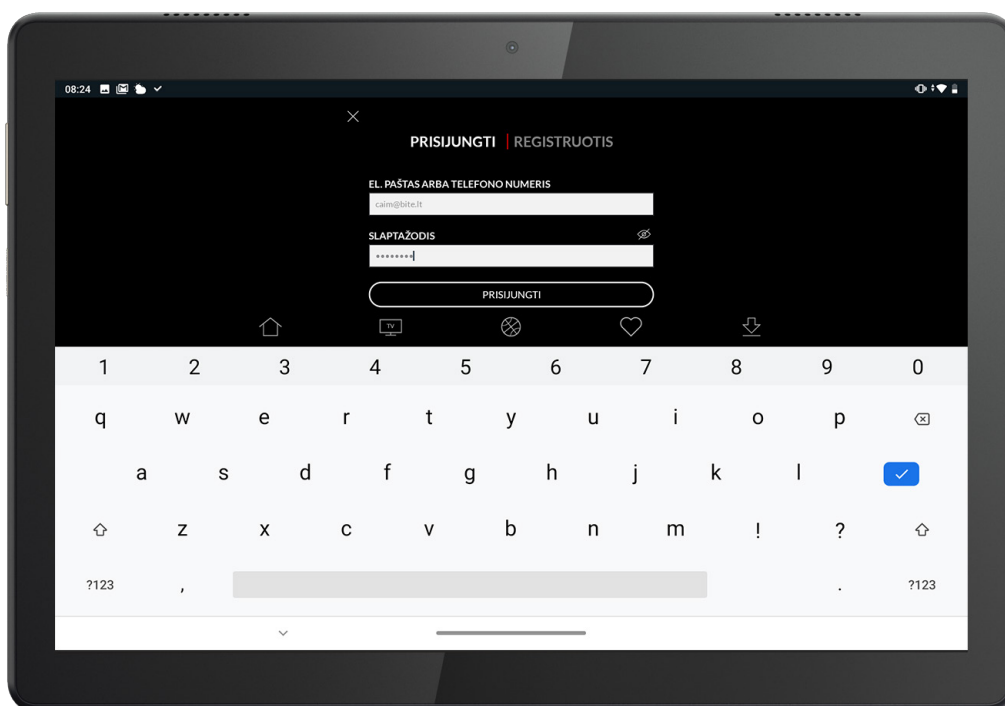 08:24
PRISIJUNGTI | REGISTRUOTIS
EL. PAŠTAS ARBA TELEFONO NUMERIS
caim@bite.lt
SLAPTAŽODIS
••••••••
PRISIJUNGTI
TV
1 2 3 4 5 6 7 8 9 0
q w e r t y u i o p
a s d f g h j k l
z x c v b n m ! ?
?123 , . ?123